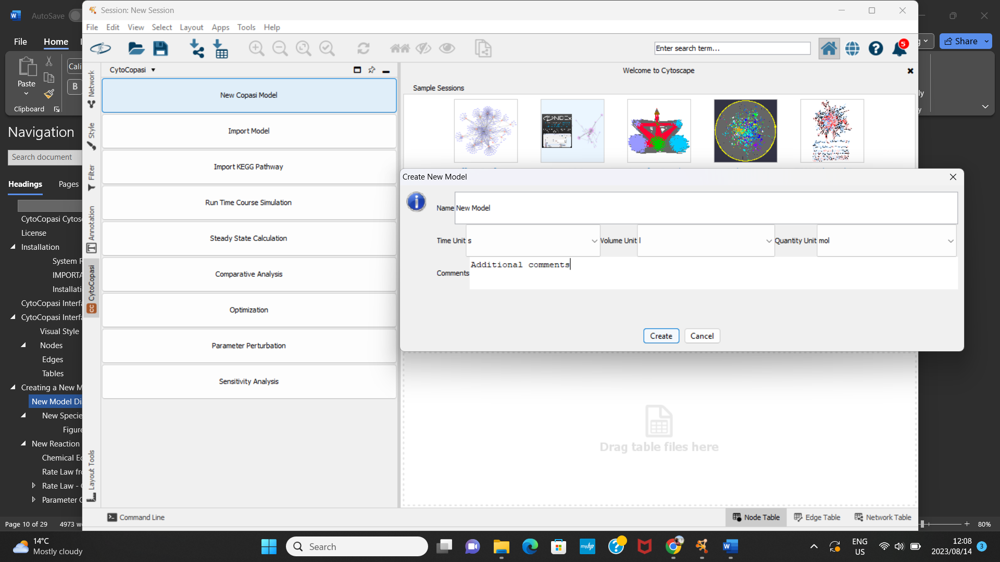 AutoSave
File
Home
Paste
Clipboard
Cali
B
Share
Navigation
Search document
Headings
Pages
CytoCopasi Cytos
License
Installation
System R
IMPORTA
Installati
CytoCopasi Interfa
CytoCopasi Interfa
Visual Style
Nodes
Edges
Tables
Creating a New M
New Model Di
New Specie
Figure
New Reaction
Chemical Ec
Rate Law fro
Rate Law -
Parameter
Page 10 of 29
4973 w
80%
Session: New Session
File Edit View Select Layout Apps Tools Help
Enter search term...
5
Network
Style
Filter
Annotation
CytoCopasi
Layout Tools
CytoCopasi
New Copasi Model
Import Model
Import KEGG Pathway
Run Time Course Simulation
Steady State Calculation
Comparative Analysis
Optimization
Parameter Perturbation
Sensitivity Analysis
Welcome to Cytoscape
Sample Sessions
NDEx
Create New Model
Name New Model
Time Unit s Volume Unit l Quantity Unit mol
Comments Additional comments
Create Cancel
Drag table files here
Command Line
Node Table Edge Table Network Table
14°C
Mostly cloudy
Search
myhp
ENG
US
12:08
2023/08/14
3